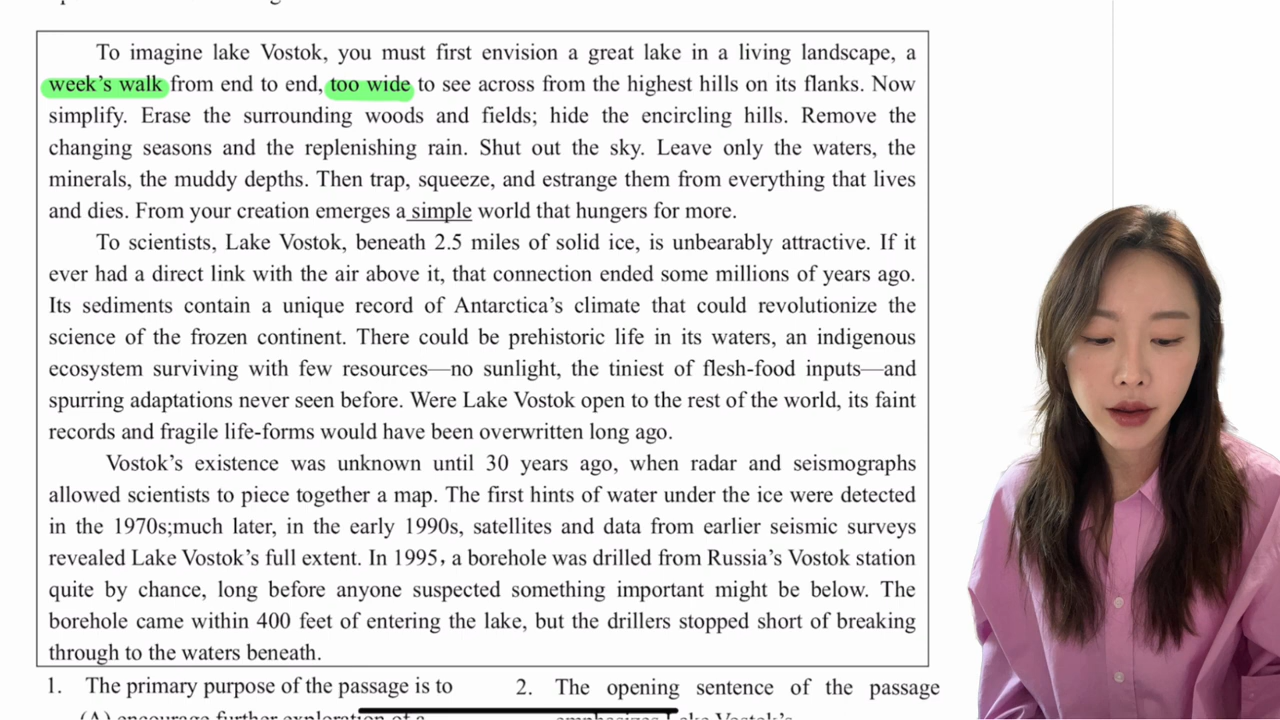 To imagine lake Vostok, you must first envision a great lake in a living landscape, a
week's walk from end to end, too wide to see across from the highest hills on its flanks. Now
simplify. Erase the surrounding woods and fields; hide the encircling hills. Remove the
changing seasons and the replenishing rain. Shut out the sky. Leave only the waters, the
minerals, the muddy depths. Then trap, squeeze, and estrange them from everything that lives
and dies. From your creation emerges a simple world that hungers for more.
To scientists, Lake Vostok, beneath 2.5 miles of solid ice, is unbearably attractive. If it
ever had a direct link with the air above it, that connection ended some millions of years ago.
Its sediments contain a unique record of Antarctica's climate that could revolutionize the
science of the frozen continent. There could be prehistoric life in its waters, an indigenous
ecosystem surviving with few resources—no sunlight, the tiniest of flesh-food inputs—and
spurring adaptations never seen before. Were Lake Vostok open to the rest of the world, its faint
records and fragile life-forms would have been overwritten long ago.
Vostok's existence was unknown until 30 years ago, when radar and seismographs
allowed scientists to piece together a map. The first hints of water under the ice were detected
in the 1970s;much later, in the early 1990s, satellites and data from earlier seismic surveys
revealed Lake Vostok's full extent. In 1995, a borehole was drilled from Russia's Vostok station
quite by chance, long before anyone suspected something important might be below. The
borehole came within 400 feet of entering the lake, but the drillers stopped short of breaking
through to the waters beneath.
1. The primary purpose of the passage is to
2. The opening sentence of the passage
(A) encourage further exploration of a
emphasizes Lake Vostok's